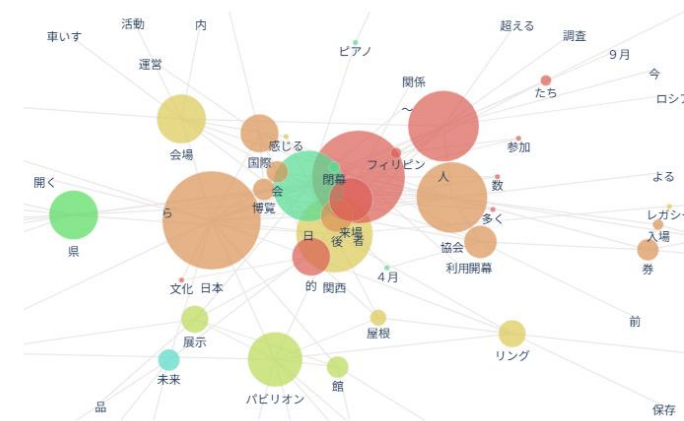 活動
内
車いす
超える
調査
ピアノ
９月
運営
今
関係
たち
ロシア
〜
感じる
参加
会場
国際
フィリピン
閉幕
人
よる
開く
会
数
博覧
ら
多く
レガシー
来場
日
後
者
入場
県
協会
利用
開幕
券
４月
文化
日本
的
関西
前
屋根
展示
リング
未来
館
パビリオン
品
保存